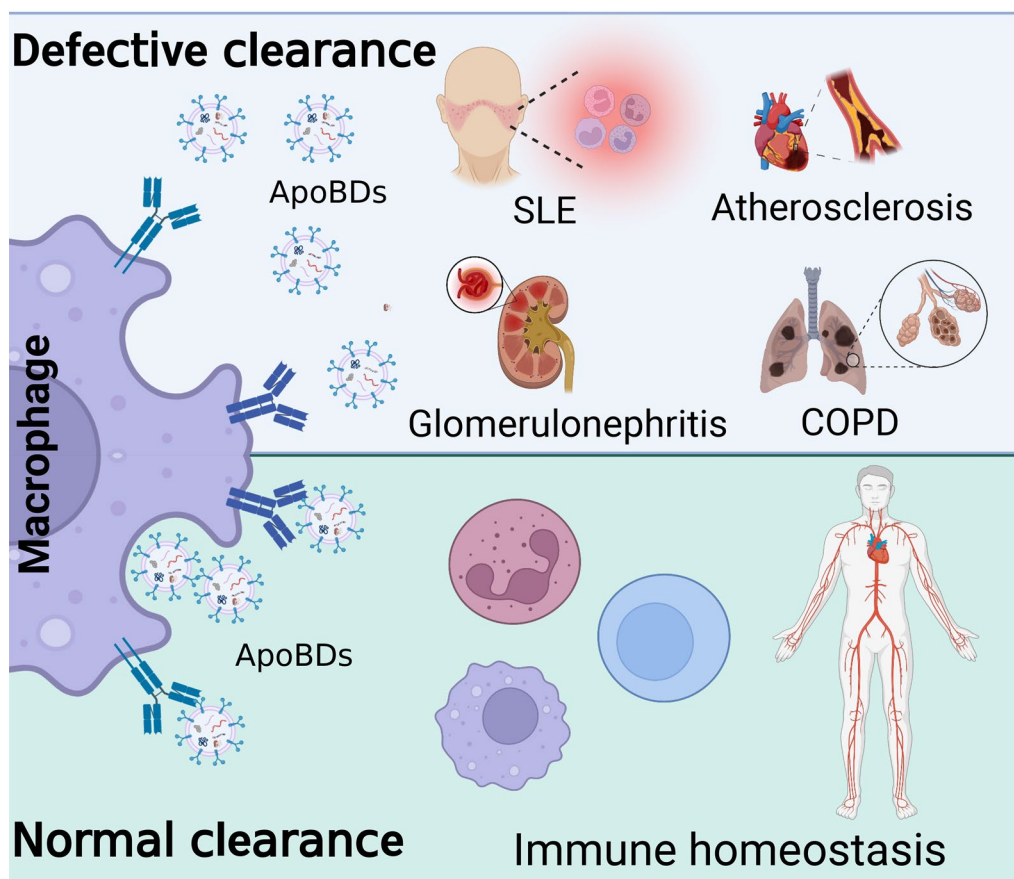 Defective clearance
ApoBDs
SLE
Atherosclerosis
Macrophage
Glomerulonephritis
COPD
ApoBDs
Normal clearance
Immune homeostasis